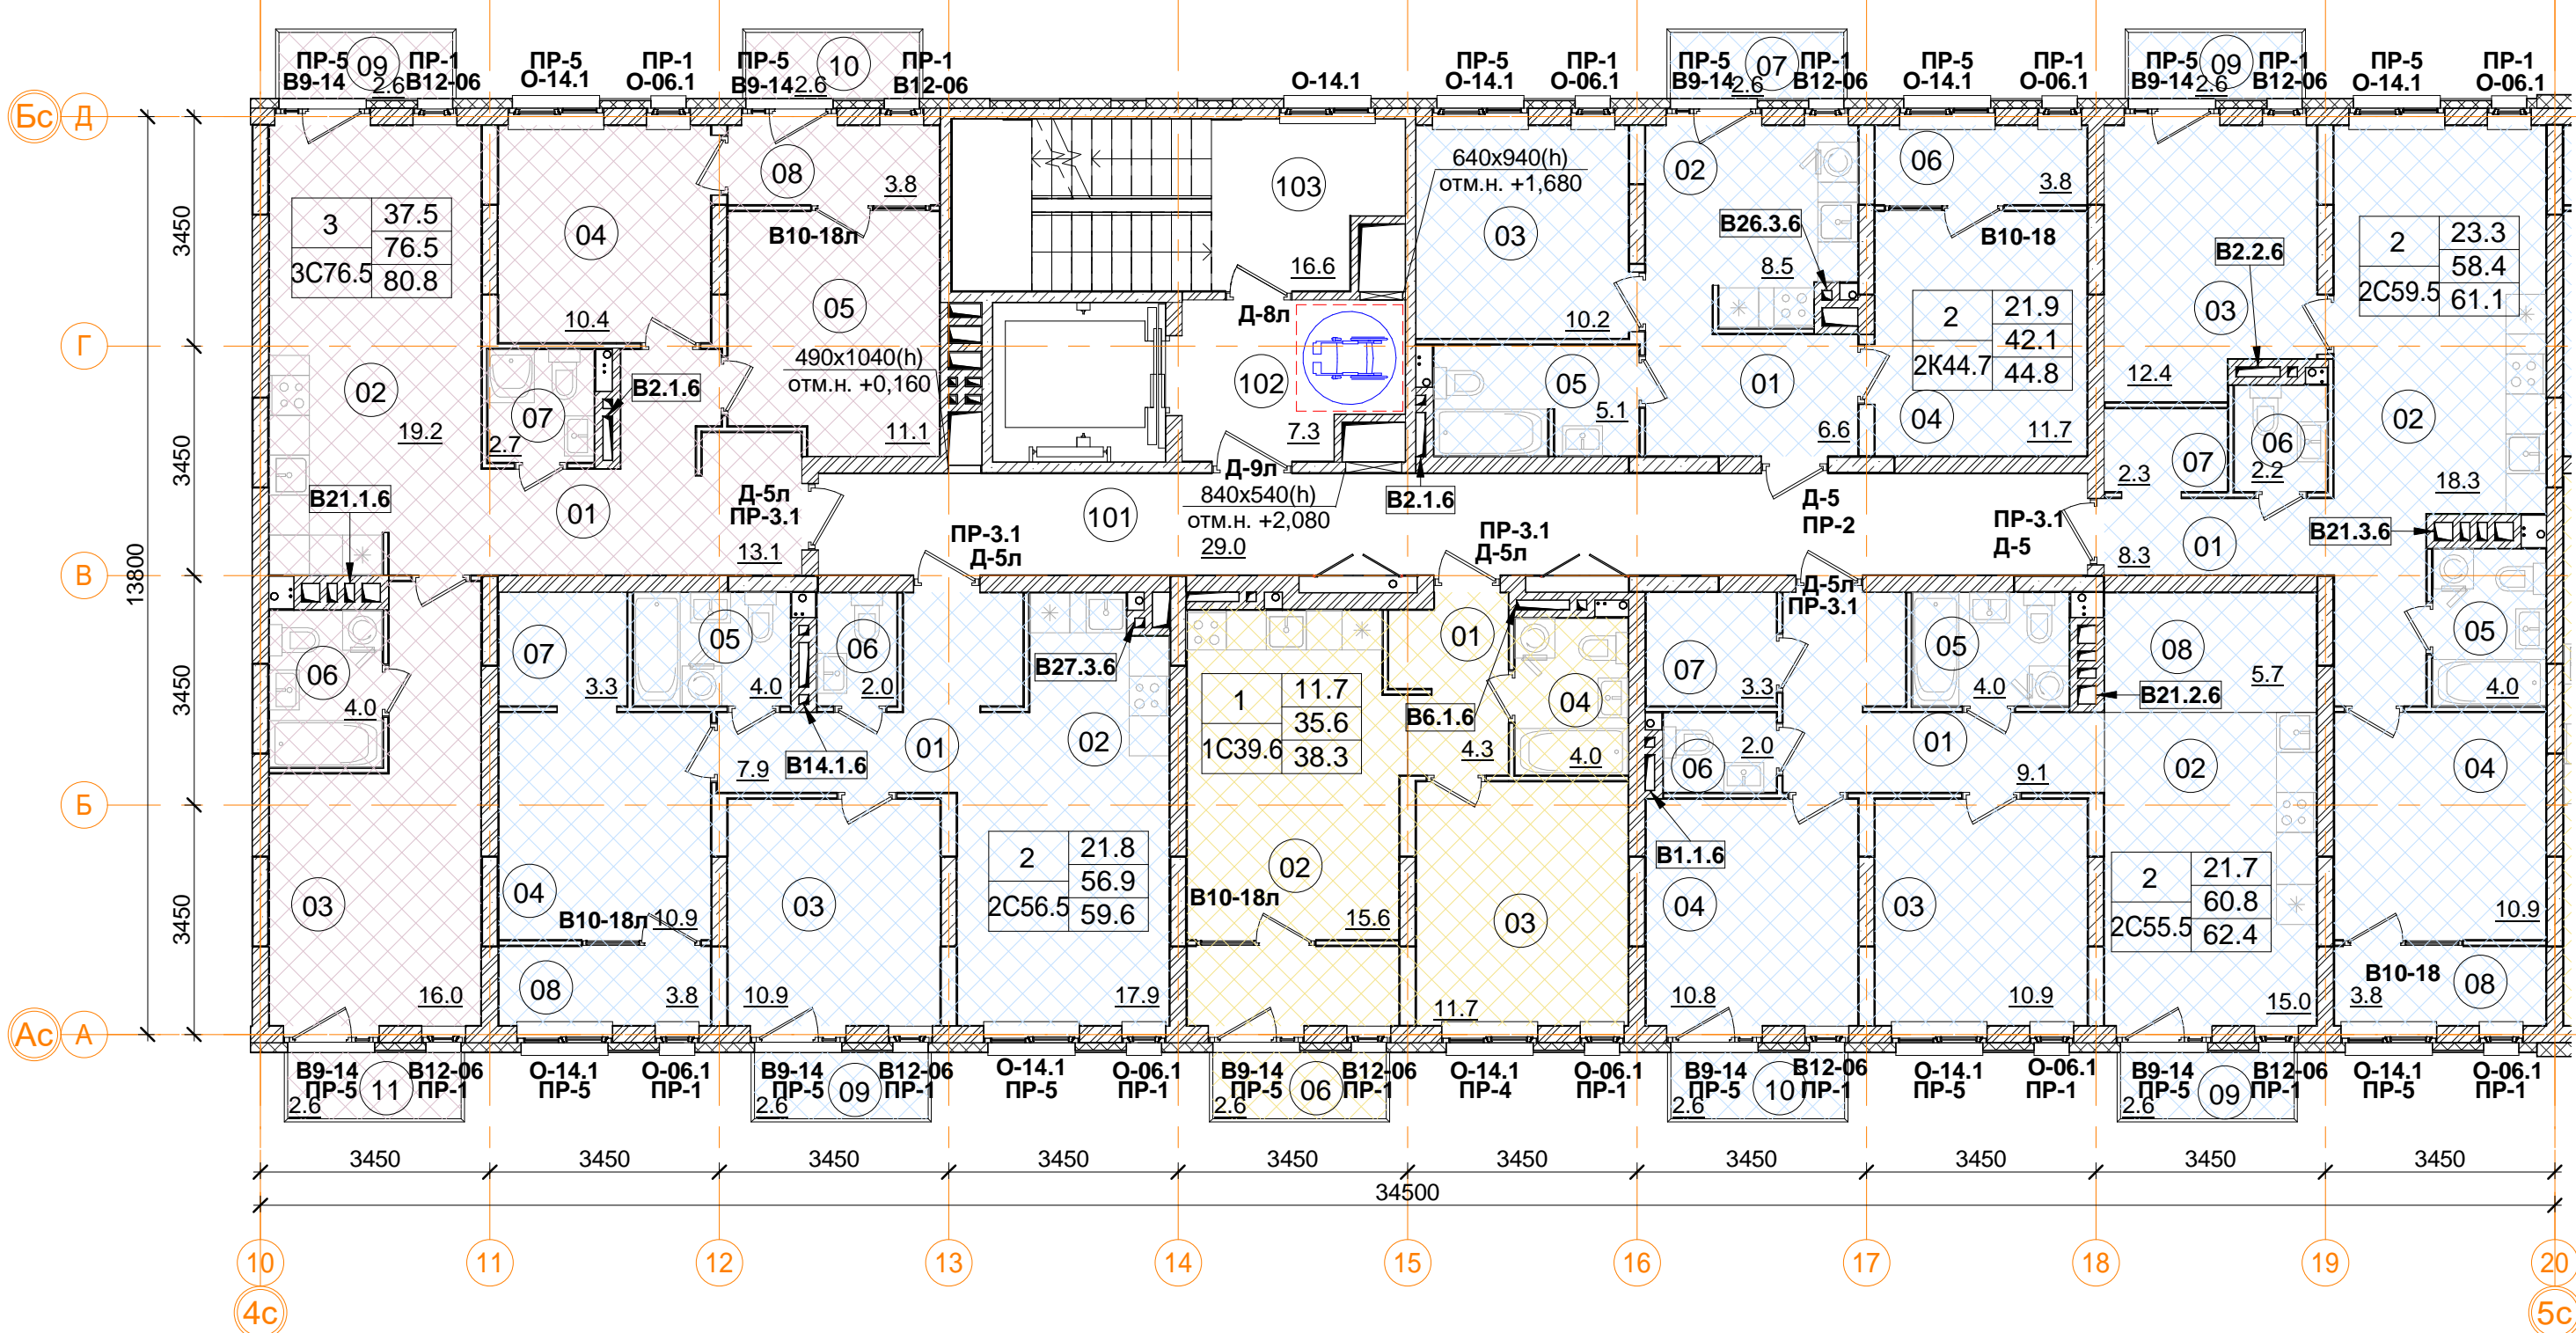 ПР-5 09 ПР-1 ПР-5 ПР-1 ПР-5 10 ПР-1 ПР-5 ПР-1 ПР-5 07 ПР-1 ПР-5 ПР-1 ПР-5 09 ПР-1 ПР-5 ПР-1
В9-14 2.6 В12-06 О-14.1 О-06.1 В9-14 2.6 В12-06 О-14.1 О-14.1 О-06.1 В9-14 2.6 В12-06 О-14.1 О-06.1 В9-14 2.6 В12-06 О-14.1 О-06.1
Бс Д
3
37.5
3С76.5
76.5
80.8
04
10.4
08
3.8
В10-18л
05
11.1
490х1040(h)
отм.н. +0,160
103
16.6
640х940(h)
отм.н. +1,680
03
10.2
02
8.5
В26.3.6
06
3.8
В10-18
2
21.9
2К44.7
42.1
44.8
04
11.7
03
12.4
В2.2.6
2
23.3
2С59.5
58.4
61.1
Г
02
19.2
07
2.7
В2.1.6
Д-8л
102
7.3
05
5.1
01
6.6
07
2.3
06
2.2
02
18.3
В21.1.6
01
13.1
Д-5л
ПР-3.1
101
29.0
Д-9л
840х540(h)
отм.н. +2,080
В2.1.6
ПР-3.1
Д-5л
ПР-3.1
Д-5л
Д-5
ПР-2
ПР-3.1
Д-5
01
8.3
В21.3.6
В
Д-5л
ПР-3.1
06
4.0
07
3.3
05
4.0
06
2.0
В27.3.6
В14.1.6
01
7.9
02
1
11.7
1С39.6
35.6
38.3
01
4.3
В6.1.6
04
4.0
07
3.3
06
2.0
05
4.0
01
9.1
08
5.7
В21.2.6
02
05
4.0
04
10.9
Б
03
16.0
04
10.9
В10-18л
08
3.8
03
10.9
2
21.8
2С56.5
56.9
59.6
17.9
02
15.6
В10-18л
03
11.7
В1.1.6
04
10.8
03
10.9
2
21.7
2С55.5
60.8
62.4
15.0
В10-18
08
3.8
Ас А
В9-14 В12-06 О-14.1 О-06.1 В9-14 В12-06 О-14.1 О-06.1 В9-14 В12-06 О-14.1 О-06.1 В9-14 В12-06 О-14.1 О-06.1 В9-14 В12-06 О-14.1 О-06.1
ПР-5 11 ПР-1 ПР-5 ПР-1 ПР-5 09 ПР-1 ПР-5 ПР-1 ПР-5 06 ПР-1 ПР-4 ПР-1 ПР-5 10 ПР-1 ПР-5 ПР-1 ПР-5 09 ПР-1 ПР-5 ПР-1
2.6 2.6 2.6 2.6 2.6
3450
3450
3450
3450
13800
3450 3450 3450 3450 3450 3450 3450 3450 3450 3450
34500
10 11 12 13 14 15 16 17 18 19 20
4с 5с